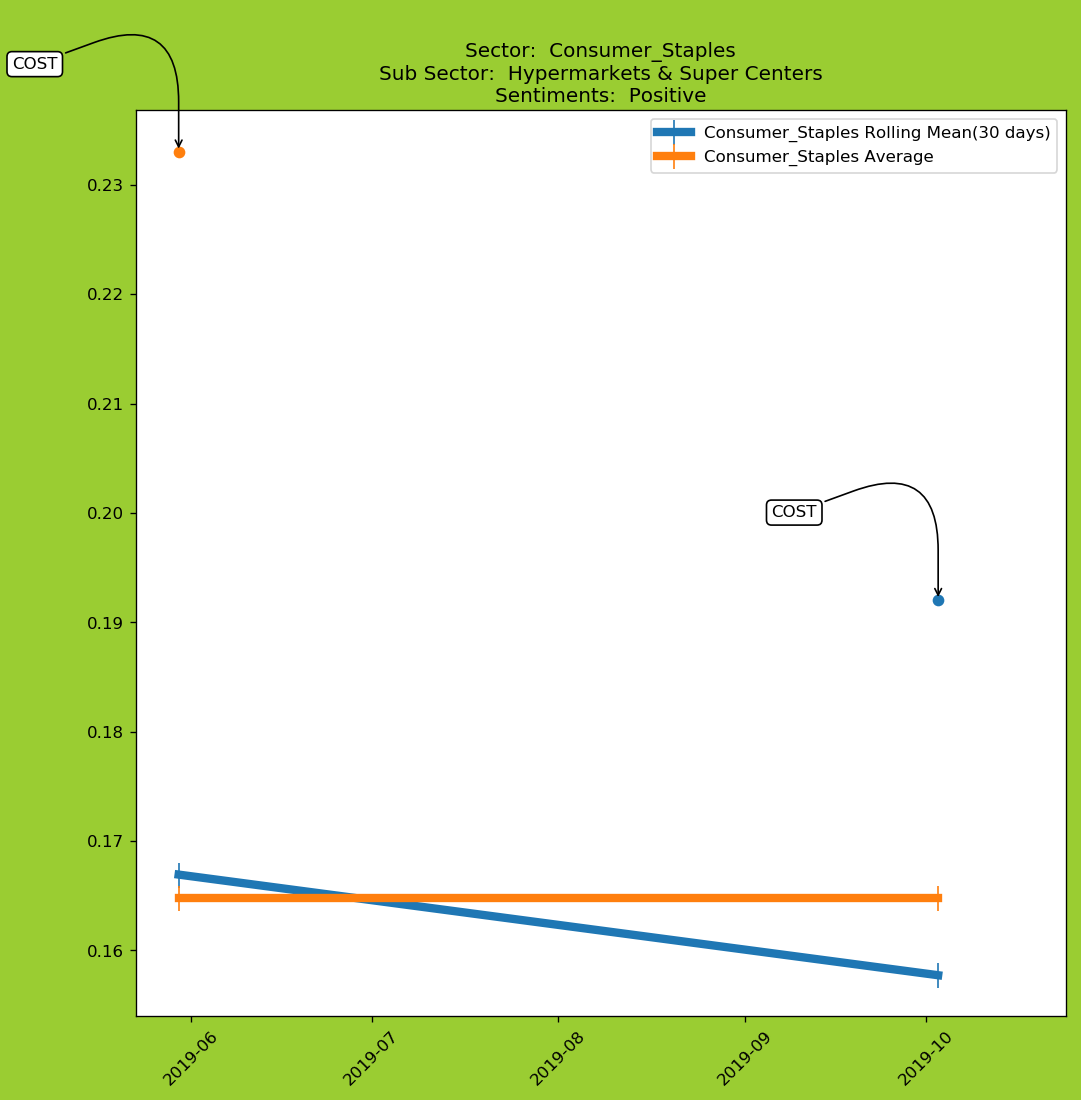 COST
Sector:  Consumer_Staples
Sub Sector:  Hypermarkets & Super Centers
Sentiments:  Positive
Consumer_Staples Rolling Mean(30 days)
Consumer_Staples Average
0.23
0.22
0.21
0.20
COST
0.19
0.18
0.17
0.16
2019-06
2019-07
2019-08
2019-09
2019-10